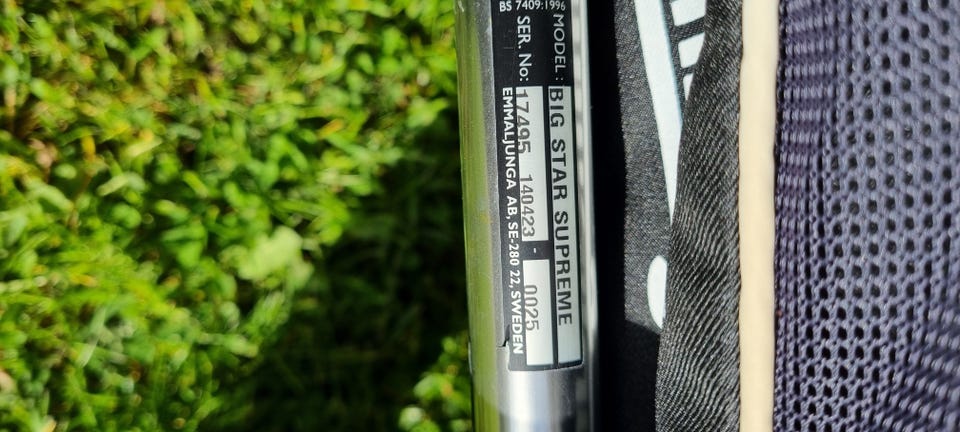 MODEL: BIG STAR SUPREME
BS 7409:1996
SER. No: 17495 140423 - 0025
EMMALJUNGA AB, SE-280 22, SWEDEN